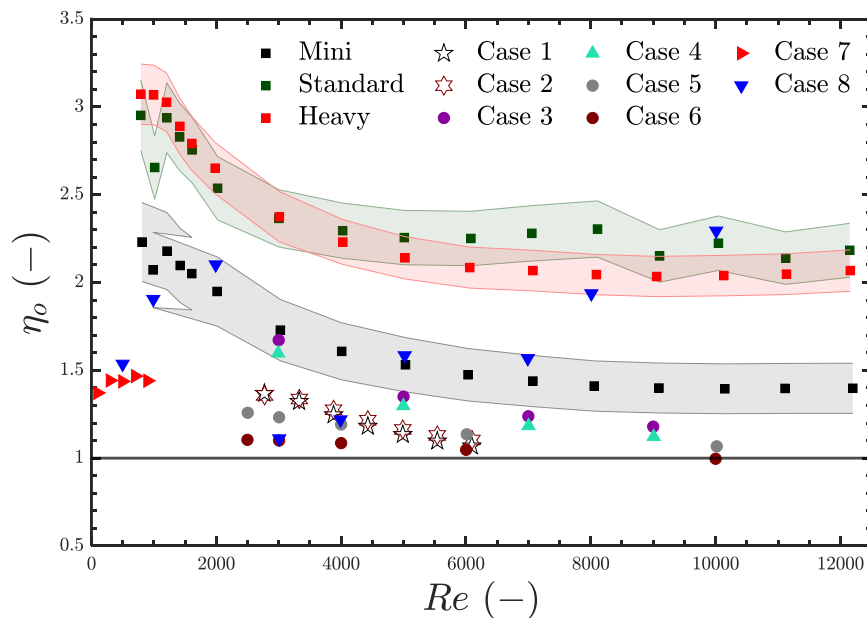 3.5
3
2.5
2
1.5
1
0.5
η_o (−)
Mini
Standard
Heavy
Case 1
Case 2
Case 3
Case 4
Case 5
Case 6
Case 7
Case 8
0 2000 4000 6000 8000 10000 12000
Re (−)